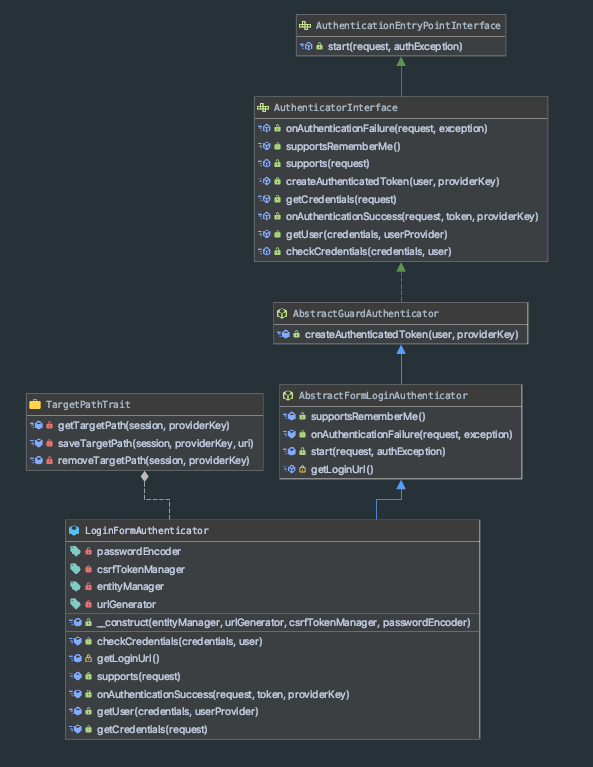 AuthenticationEntryPointInterface
start(request, authException)
AuthenticatorInterface
onAuthenticationFailure(request, exception)
supportsRememberMe()
supports(request)
createAuthenticatedToken(user, providerKey)
getCredentials(request)
onAuthenticationSuccess(request, token, providerKey)
getUser(credentials, userProvider)
checkCredentials(credentials, user)
AbstractGuardAuthenticator
createAuthenticatedToken(user, providerKey)
AbstractFormLoginAuthenticator
supportsRememberMe()
onAuthenticationFailure(request, exception)
start(request, authException)
getLoginUrl()
TargetPathTrait
getTargetPath(session, providerKey)
saveTargetPath(session, providerKey, uri)
removeTargetPath(session, providerKey)
LoginFormAuthenticator
passwordEncoder
csrfTokenManager
entityManager
urlGenerator
__construct(entityManager, urlGenerator, csrfTokenManager, passwordEncoder)
checkCredentials(credentials, user)
getLoginUrl()
supports(request)
onAuthenticationSuccess(request, token, providerKey)
getUser(credentials, userProvider)
getCredentials(request)